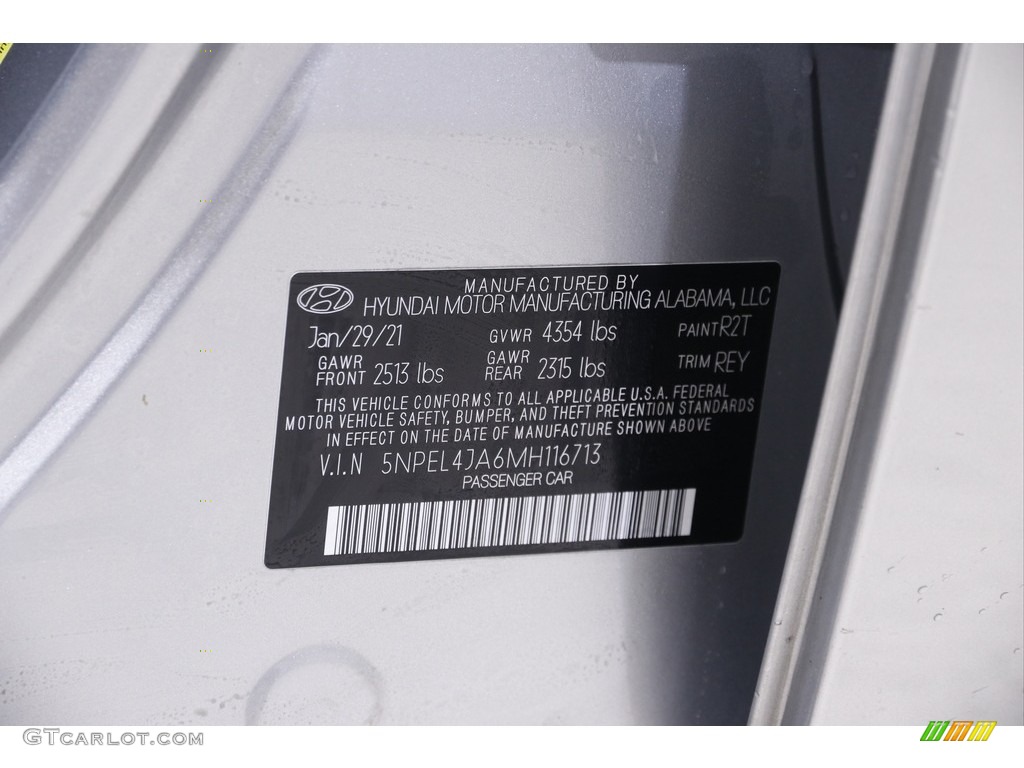 MANUFACTURED BY
HYUNDAI MOTOR MANUFACTURING ALABAMA, LLC
Jan/29/21 GVWR 4354 lbs PAINT R2T
GAWR FRONT 2513 lbs GAWR REAR 2315 lbs TRIM REY
THIS VEHICLE CONFORMS TO ALL APPLICABLE U.S.A. FEDERAL
MOTOR VEHICLE SAFETY, BUMPER, AND THEFT PREVENTION STANDARDS
IN EFFECT ON THE DATE OF MANUFACTURE SHOWN ABOVE
V.I.N 5NPEL4JA6MH116713
PASSENGER CAR
GTCarlot.com